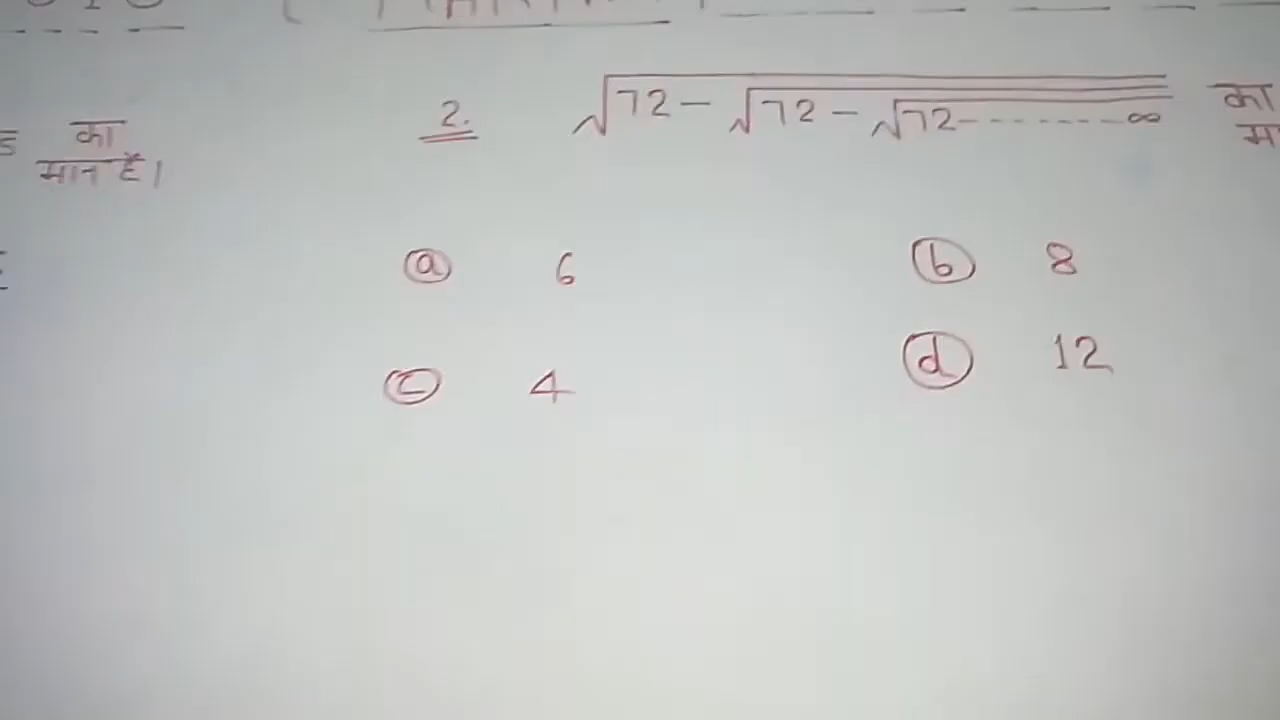 का
मान है।
2. √72 - √72 - √72 - - - - - - - ∞ का
a 6
b 8
c 4
d 12